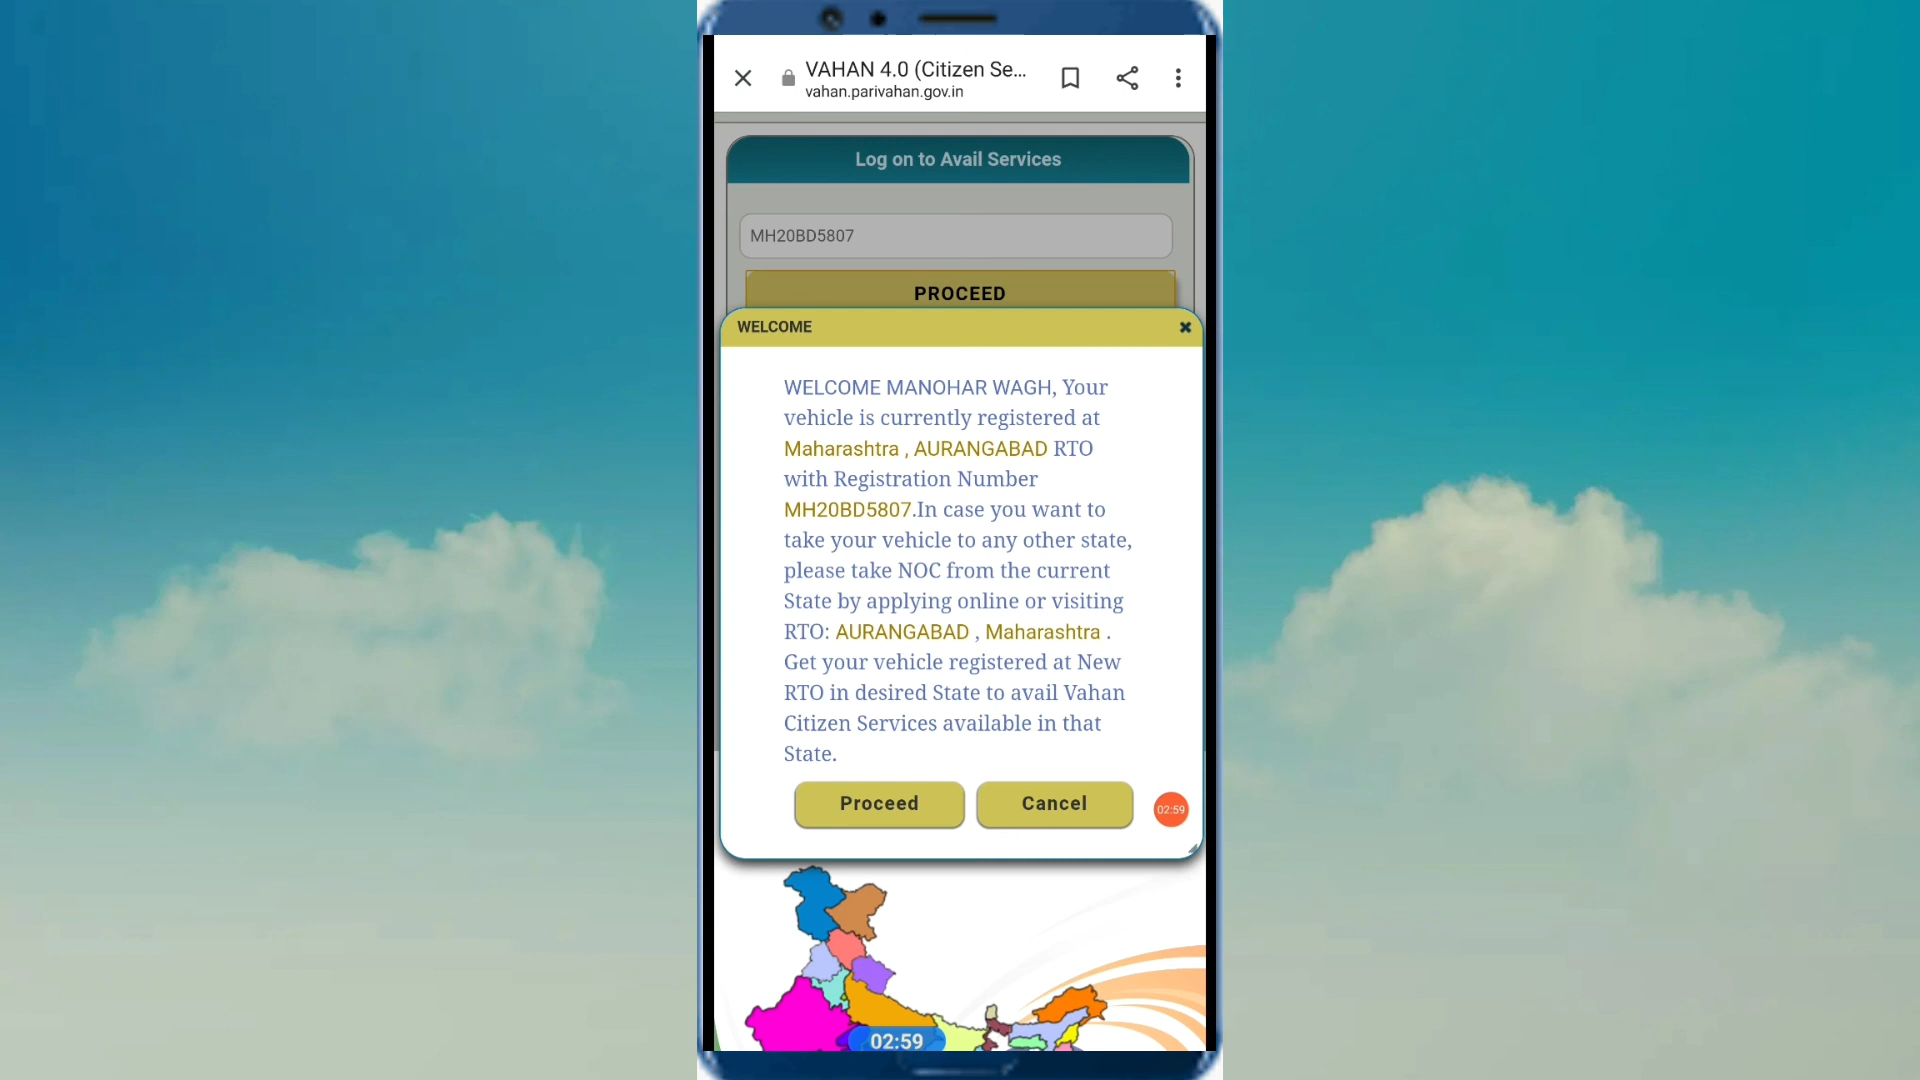 VAHAN 4.0 (Citizen Se...
vahan.parivahan.gov.in
Log on to Avail Services
MH20BD5807
PROCEED
WELCOME
WELCOME MANOHAR WAGH, Your
vehicle is currently registered at
Maharashtra , AURANGABAD RTO
with Registration Number
MH20BD5807.In case you want to
take your vehicle to any other state,
please take NOC from the current
State by applying online or visiting
RTO: AURANGABAD , Maharashtra .
Get your vehicle registered at New
RTO in desired State to avail Vahan
Citizen Services available in that
State.
Proceed Cancel
02:59
02:59